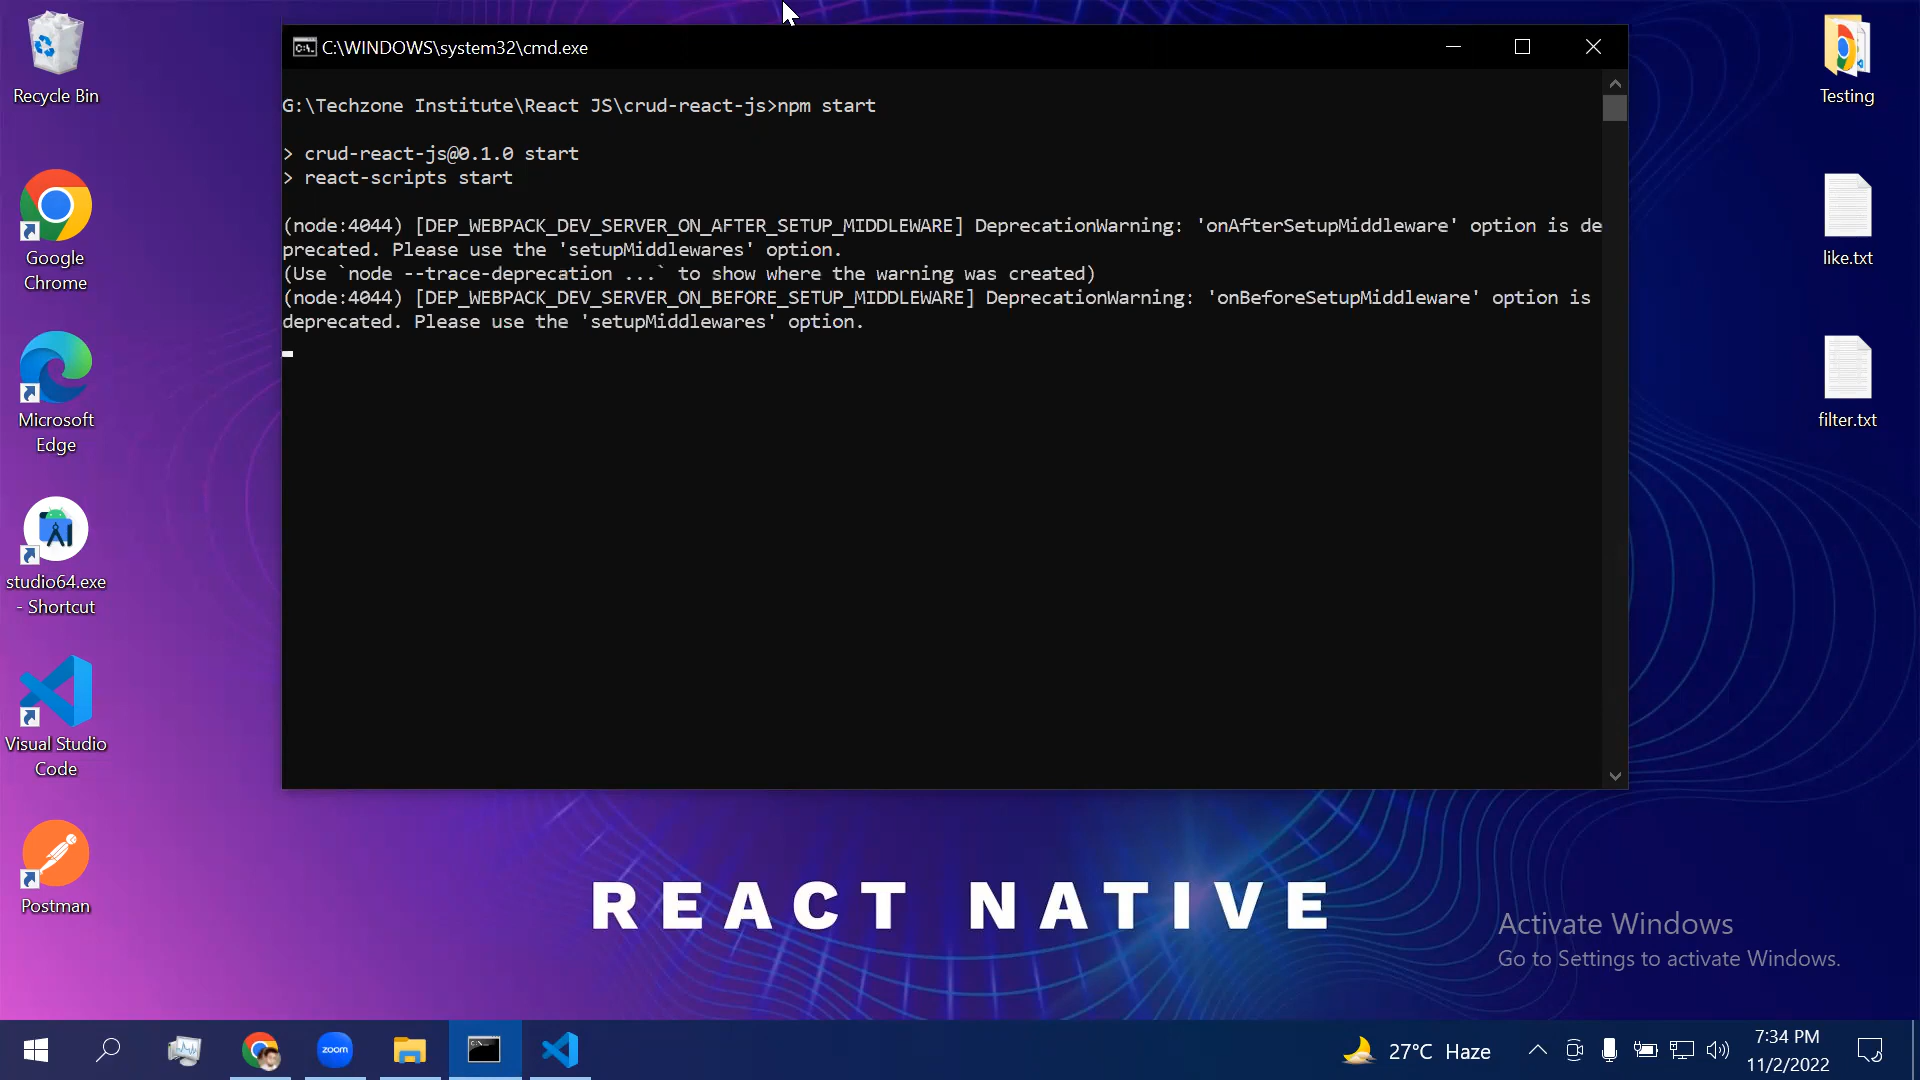 Recycle Bin
Google
Chrome
Microsoft
Edge
studio64.exe
- Shortcut
Visual Studio
Code
Postman
C:\WINDOWS\system32\cmd.exe
G:\Techzone Institute\React JS\crud-react-js>npm start
> crud-react-js@0.1.0 start
> react-scripts start
(node:4044) [DEP_WEBPACK_DEV_SERVER_ON_AFTER_SETUP_MIDDLEWARE] DeprecationWarning: 'onAfterSetupMiddleware' option is de
precated. Please use the 'setupMiddlewares' option.
(Use `node --trace-deprecation ...` to show where the warning was created)
(node:4044) [DEP_WEBPACK_DEV_SERVER_ON_BEFORE_SETUP_MIDDLEWARE] DeprecationWarning: 'onBeforeSetupMiddleware' option is
deprecated. Please use the 'setupMiddlewares' option.
Testing
like.txt
filter.txt
REACT NATIVE
Activate Windows
Go to Settings to activate Windows.
zoom
27°C Haze
7:34 PM
11/2/2022